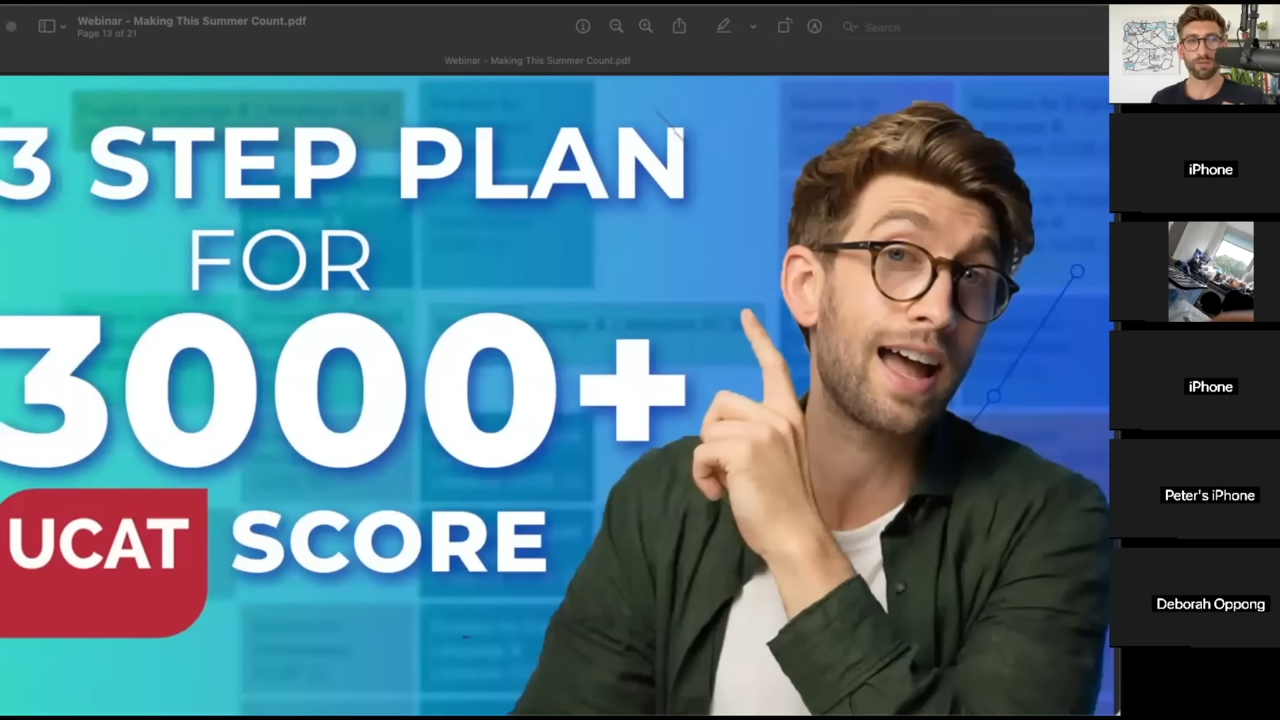 Webinar - Making This Summer Count.pdf
Page 13 of 21
Search
Webinar - Making This Summer Count.pdf
3 STEP PLAN
FOR
3000+
UCAT SCORE
iPhone
iPhone
Peter's iPhone
Deborah Oppong